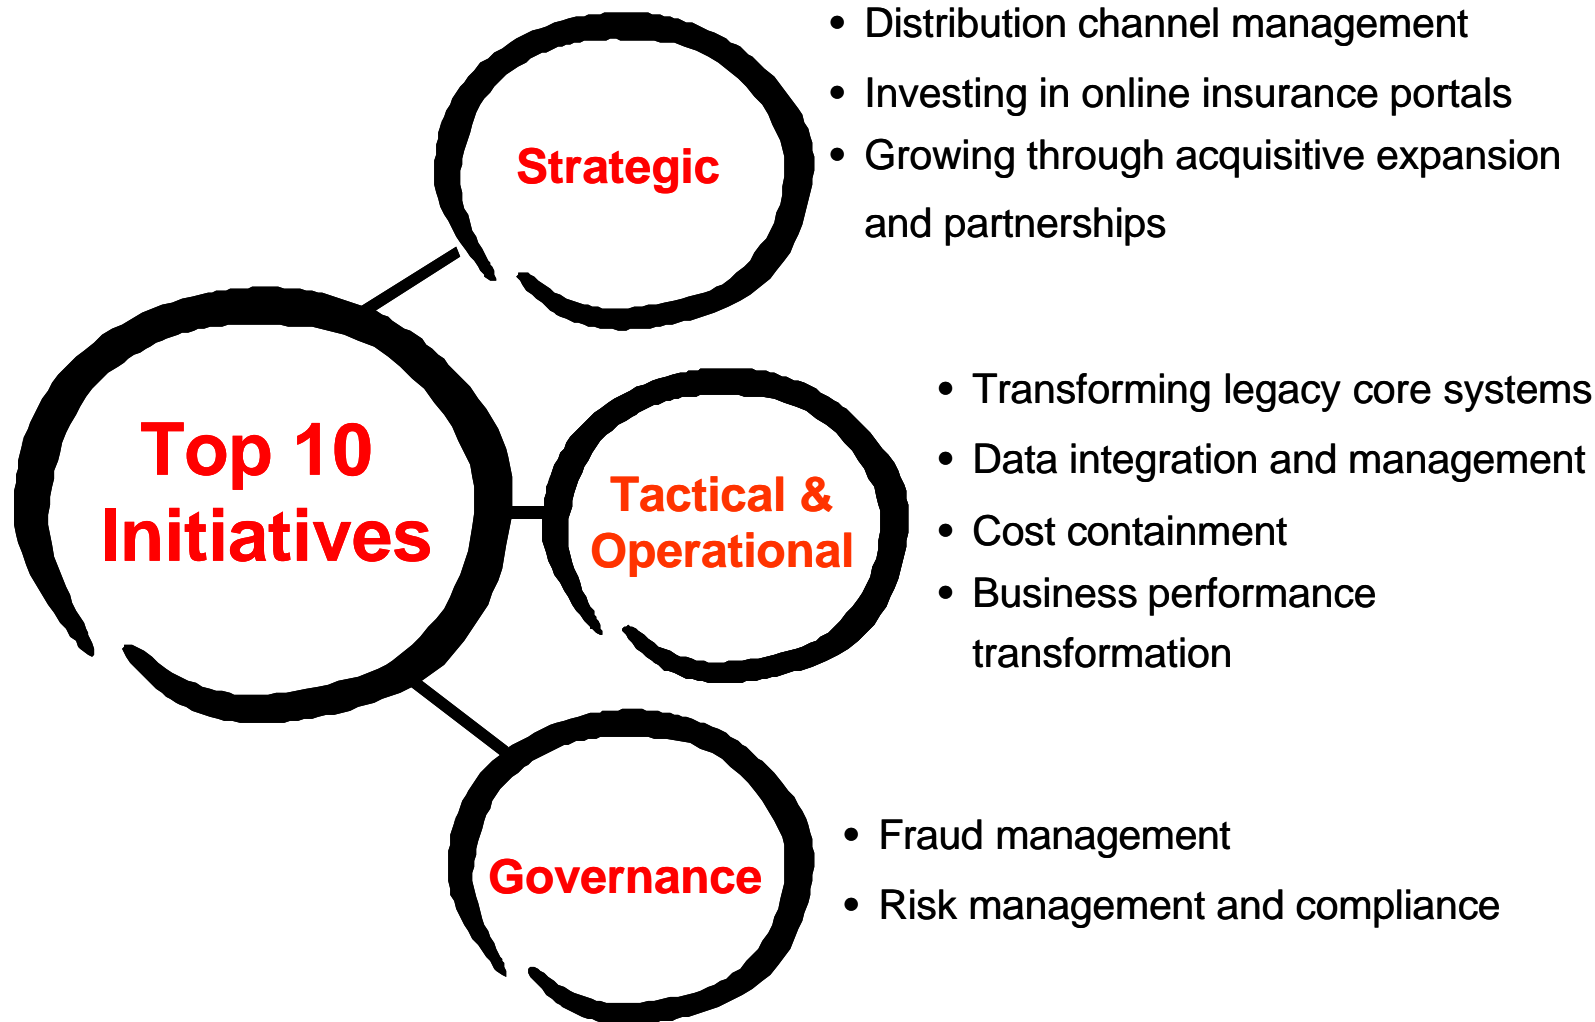 • Distribution channel management
• Investing in online insurance portals
• Growing through acquisitive expansion
and partnerships
Strategic
Top 10
Initiatives
• Transforming legacy core systems
• Data integration and management
• Cost containment
• Business performance
transformation
Tactical &
Operational
Governance
• Fraud management
• Risk management and compliance